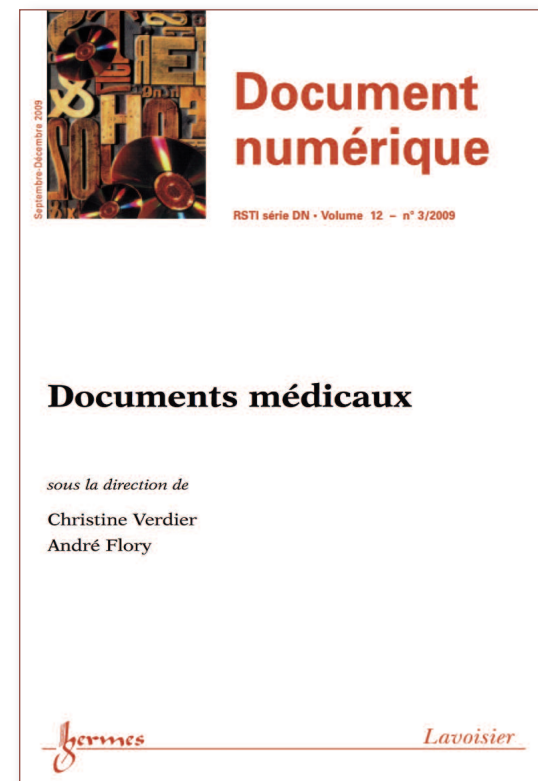 Septembre-Décembre 2009
Document
numérique
RSTI série DN • Volume 12 – n° 3/2009
Documents médicaux
sous la direction de
Christine Verdier
André Flory
hermes
Lavoisier